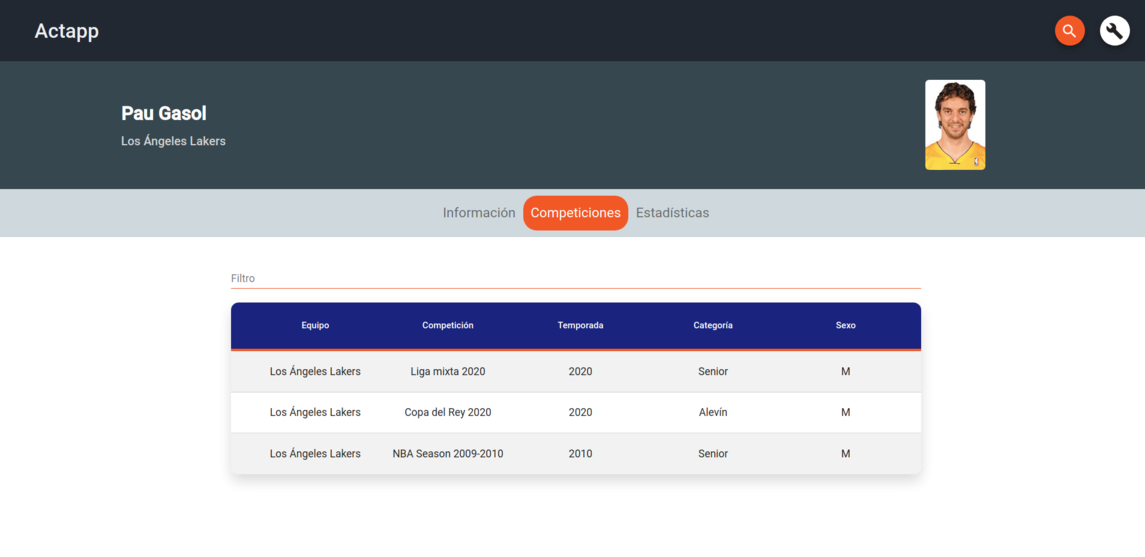 Actapp
Pau Gasol
Los Ángeles Lakers
Información Competiciones Estadísticas
Filtro
Equipo Competición Temporada Categoría Sexo
Los Ángeles Lakers Liga mixta 2020 2020 Senior M
Los Ángeles Lakers Copa del Rey 2020 2020 Alevín M
Los Ángeles Lakers NBA Season 2009-2010 2010 Senior M